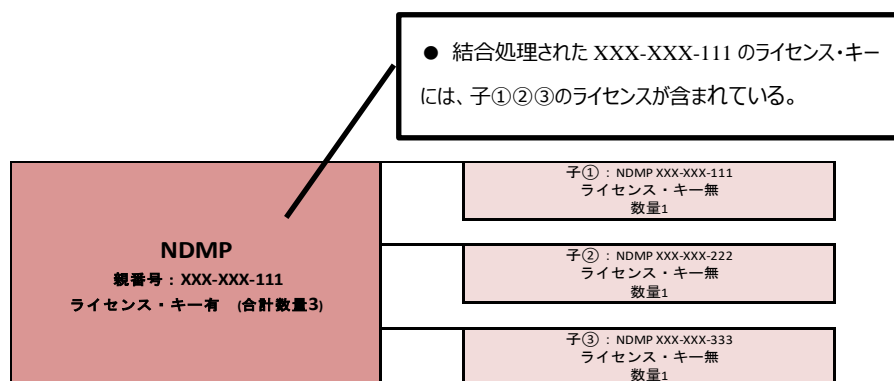 ● 結合処理された XXX-XXX-111 のライセンス・キー
には、子①②③のライセンスが含まれている。
NDMP
親番号：XXX-XXX-111
ライセンス・キー有 (合計数量3)
子①：NDMP XXX-XXX-111
ライセンス・キー無
数量1
子②：NDMP XXX-XXX-222
ライセンス・キー無
数量1
子③：NDMP XXX-XXX-333
ライセンス・キー無
数量1